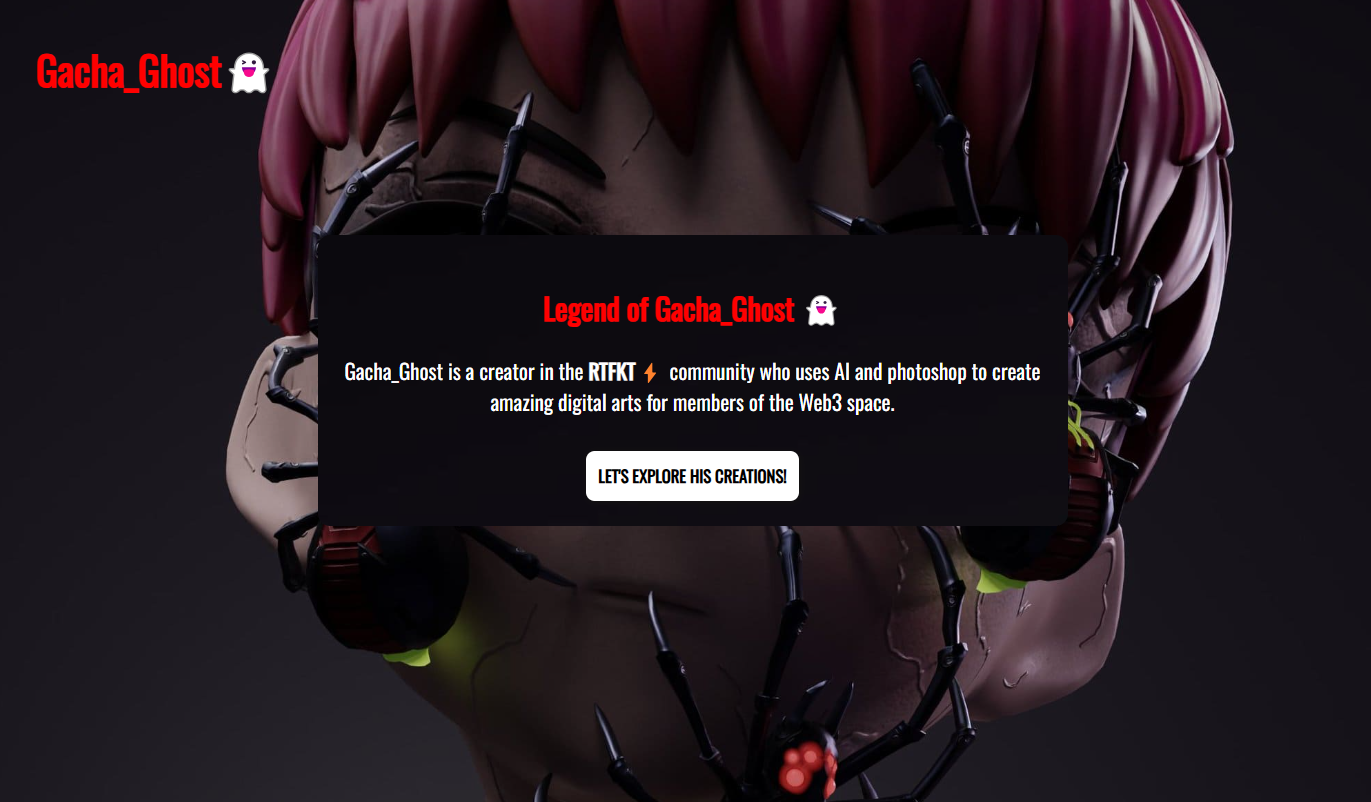 Gacha_Ghost 👻
Legend of Gacha_Ghost 👻
Gacha_Ghost is a creator in the RTFKT ⚡ community who uses AI and photoshop to create
amazing digital arts for members of the Web3 space.
LET'S EXPLORE HIS CREATIONS!